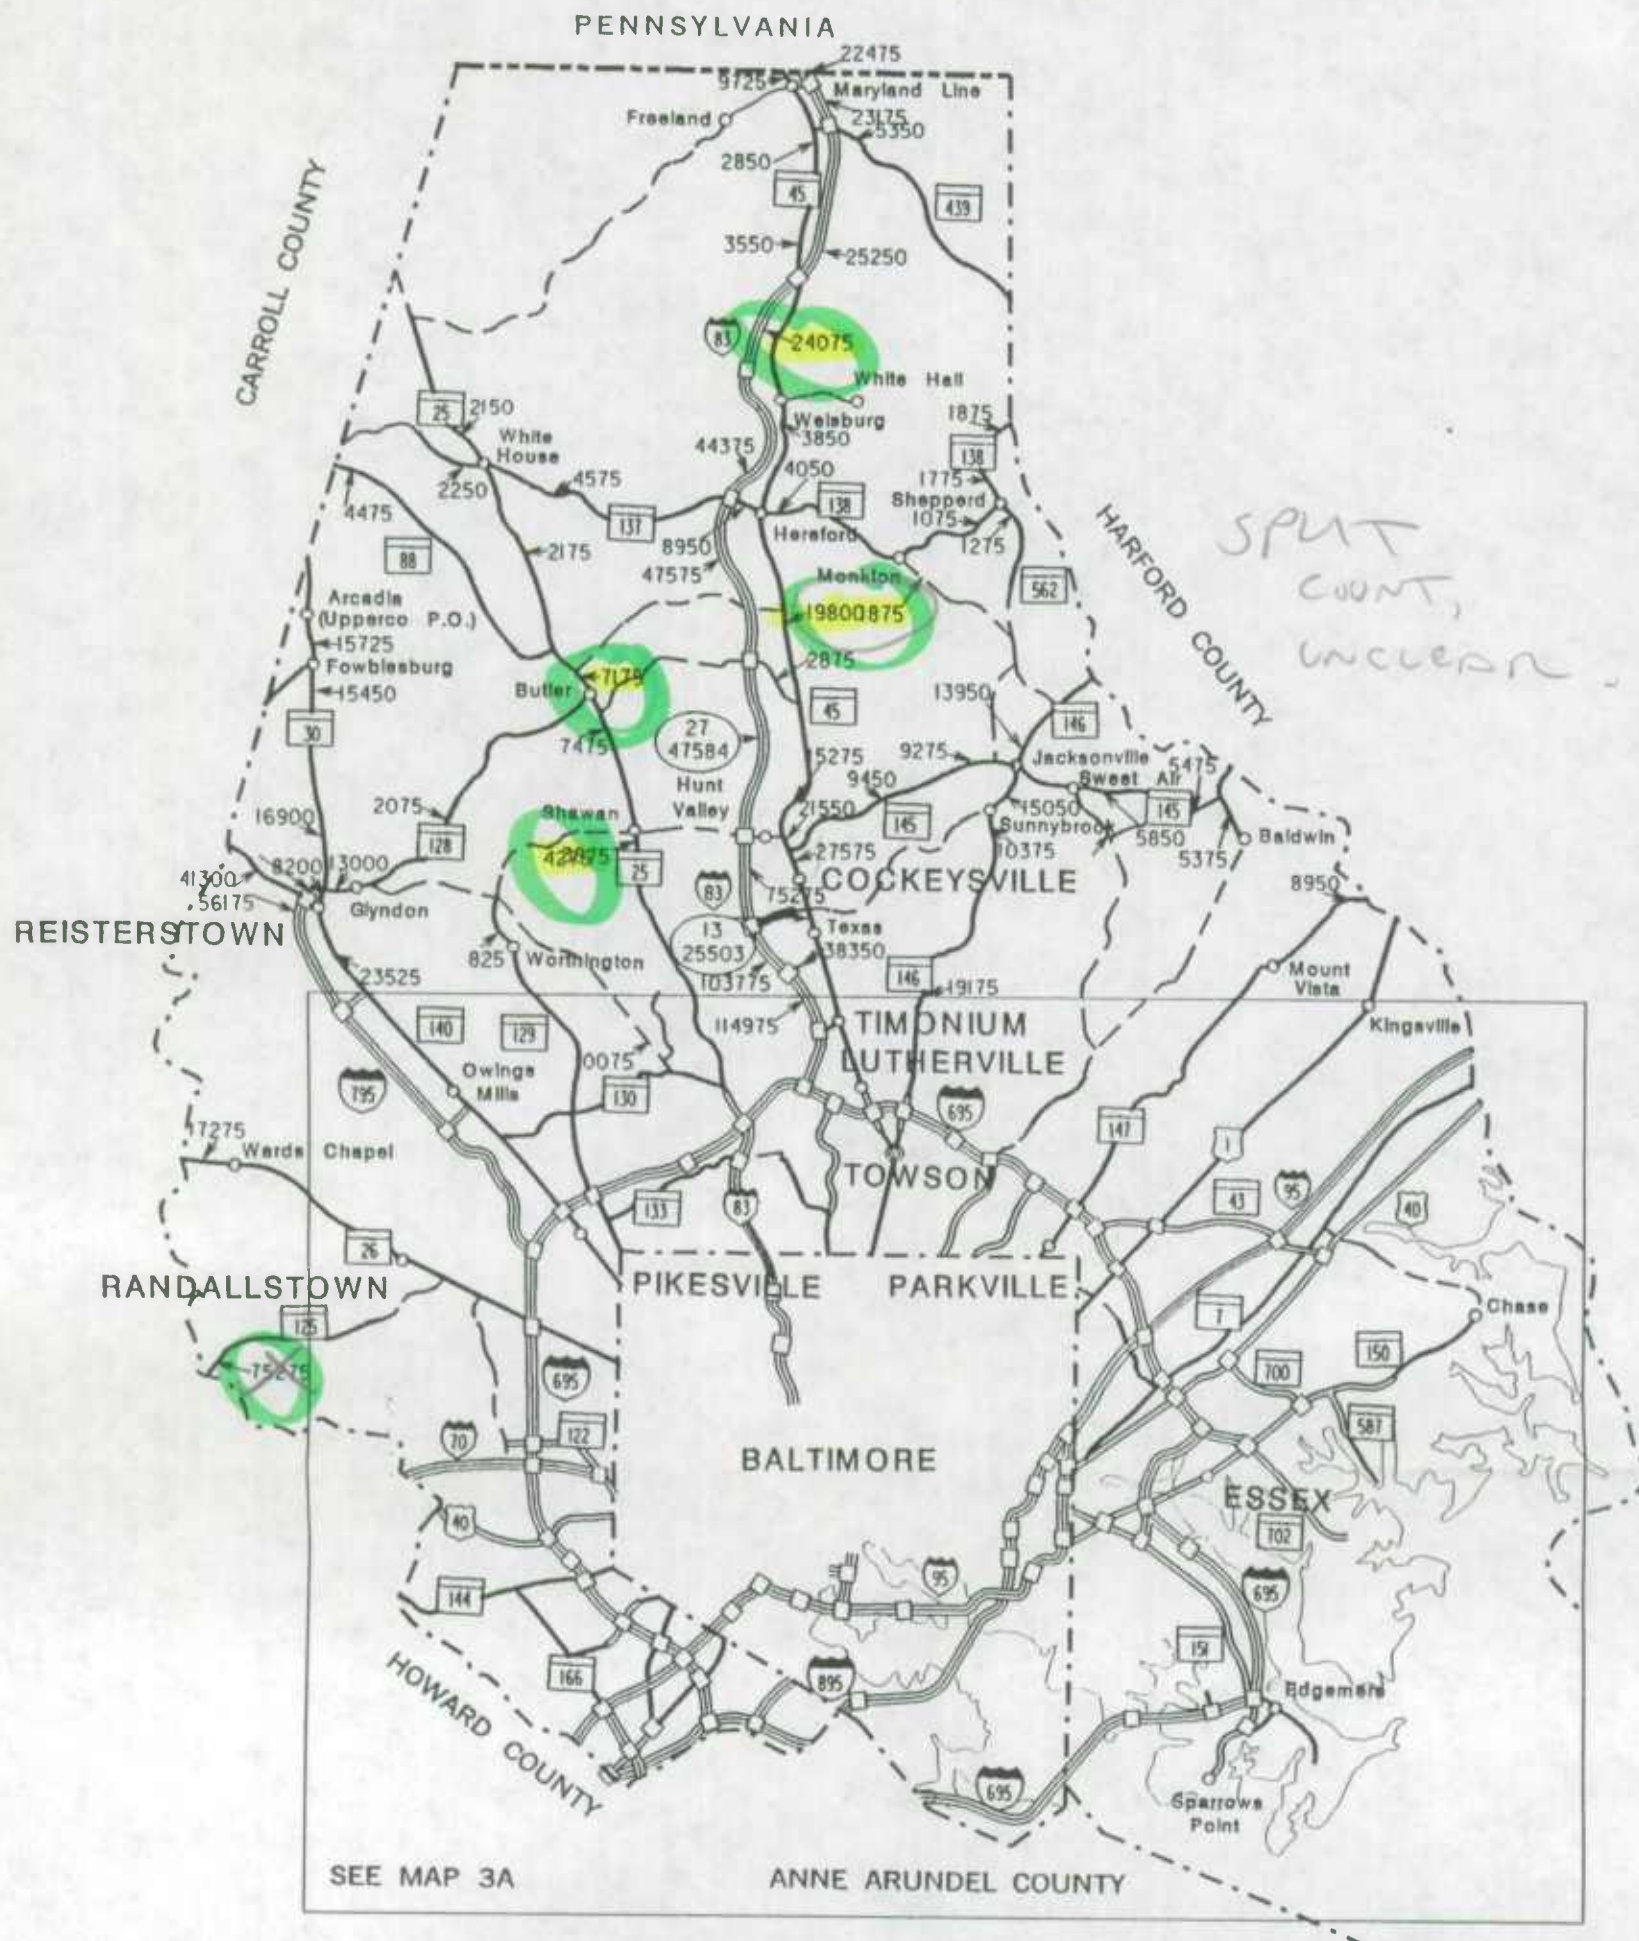 PENNSYLVANIA
22475
9725
Maryland Line
Freeland
23175
5350
2850
45
439
CARROLL COUNTY
3550
25250
83
24075
White Hall
25
2150
Weisburg
1875
White
House
44375
3850
138
4575
4050
1775
2250
138
Shepperd
4475
137
1075
Hereford
1275
88
2175
8950
47575
Monkton
562
HARFORD COUNTY
SPLIT
COUNT,
UNCLEAR.
Arcadia
(Upperco P.O.)
19800875
15725
Fowblesburg
7175
2875
15450
Butler
13950
45
30
7475
27
47584
146
5275
9275
Jacksonville
Hunt
Valley
9450
Sweet Air
5475
2075
Shawan
21550
15050
145
16900
128
145
Sunnybrook
5850
Baldwin
25
27575
10375
5375
8200
13000
41300
83
75275
COCKEYSVILLE
8950
56175
Glyndon
REISTERSTOWN
13
25503
Texas
825
Worthington
38350
Mount
Vista
23525
103775
146
19175
140
129
114975
TIMONIUM
Kingsville
LUTHERVILLE
0075
Owings
Mills
795
130
695
17275
147
1
Wards Chapel
TOWSON
133
83
43
95
40
26
RANDALLSTOWN
PIKESVILLE
PARKVILLE
125
7
Chase
75275
695
700
150
70
122
587
BALTIMORE
40
ESSEX
702
144
95
695
151
166
895
HOWARD COUNTY
Edgemere
695
Sparrows
Point
SEE MAP 3A
ANNE ARUNDEL COUNTY